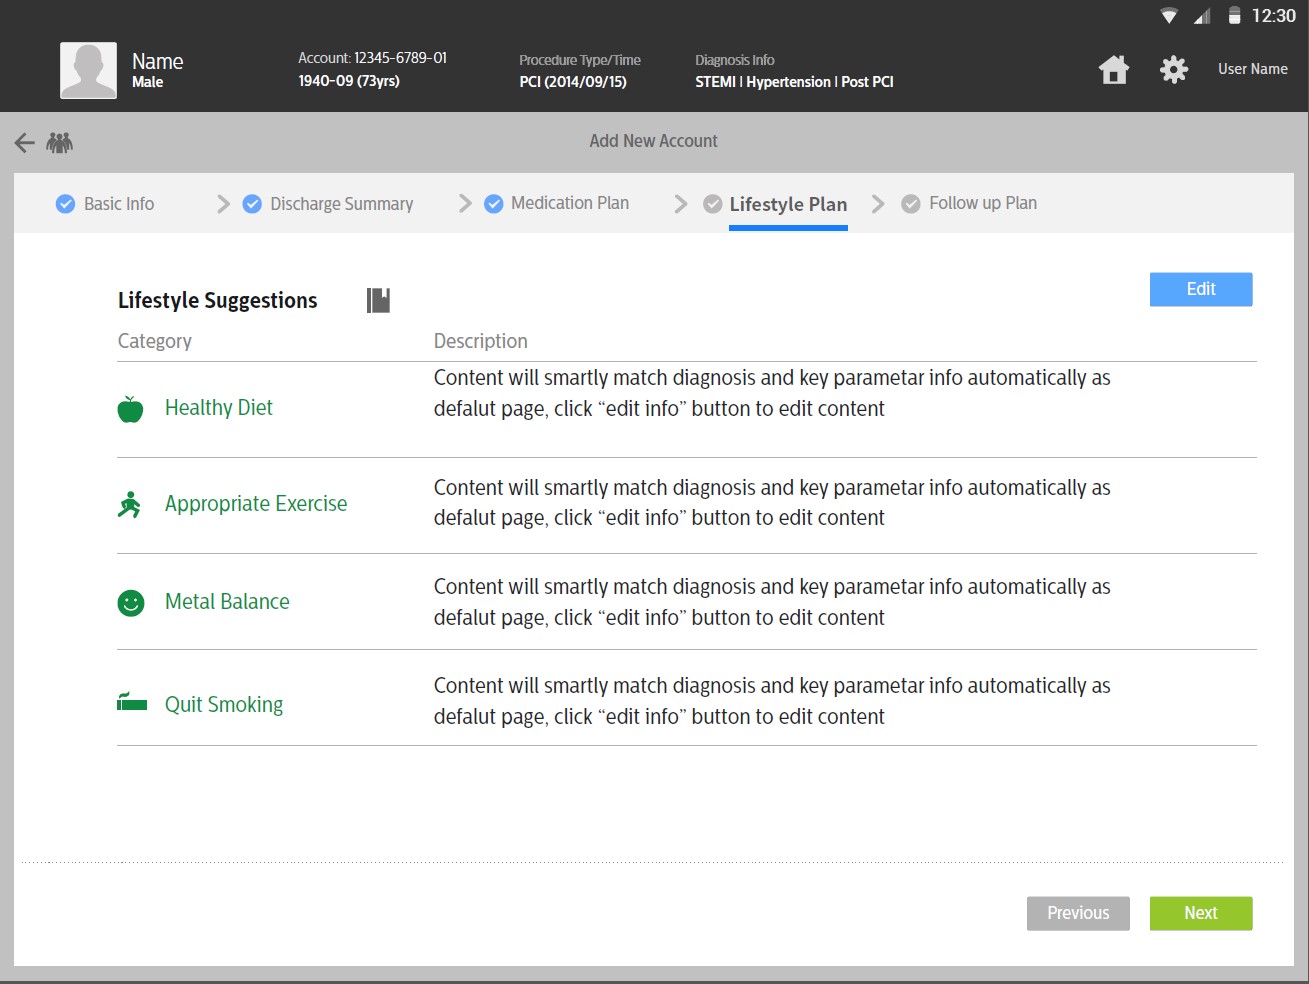 12:30
Name
Male
Account: 12345-6789-01
1940-09 (73yrs)
Procedure Type/Time
PCI (2014/09/15)
Diagnosis Info
STEMI | Hypertension | Post PCI
User Name
Add New Account
Basic Info
Discharge Summary
Medication Plan
Lifestyle Plan
Follow up Plan
Lifestyle Suggestions
Edit
Category
Description
Healthy Diet
Content will smartly match diagnosis and key parametar info automatically as
defalut page, click “edit info” button to edit content
Appropriate Exercise
Content will smartly match diagnosis and key parametar info automatically as
defalut page, click “edit info” button to edit content
Metal Balance
Content will smartly match diagnosis and key parametar info automatically as
defalut page, click “edit info” button to edit content
Quit Smoking
Content will smartly match diagnosis and key parametar info automatically as
defalut page, click “edit info” button to edit content
Previous
Next